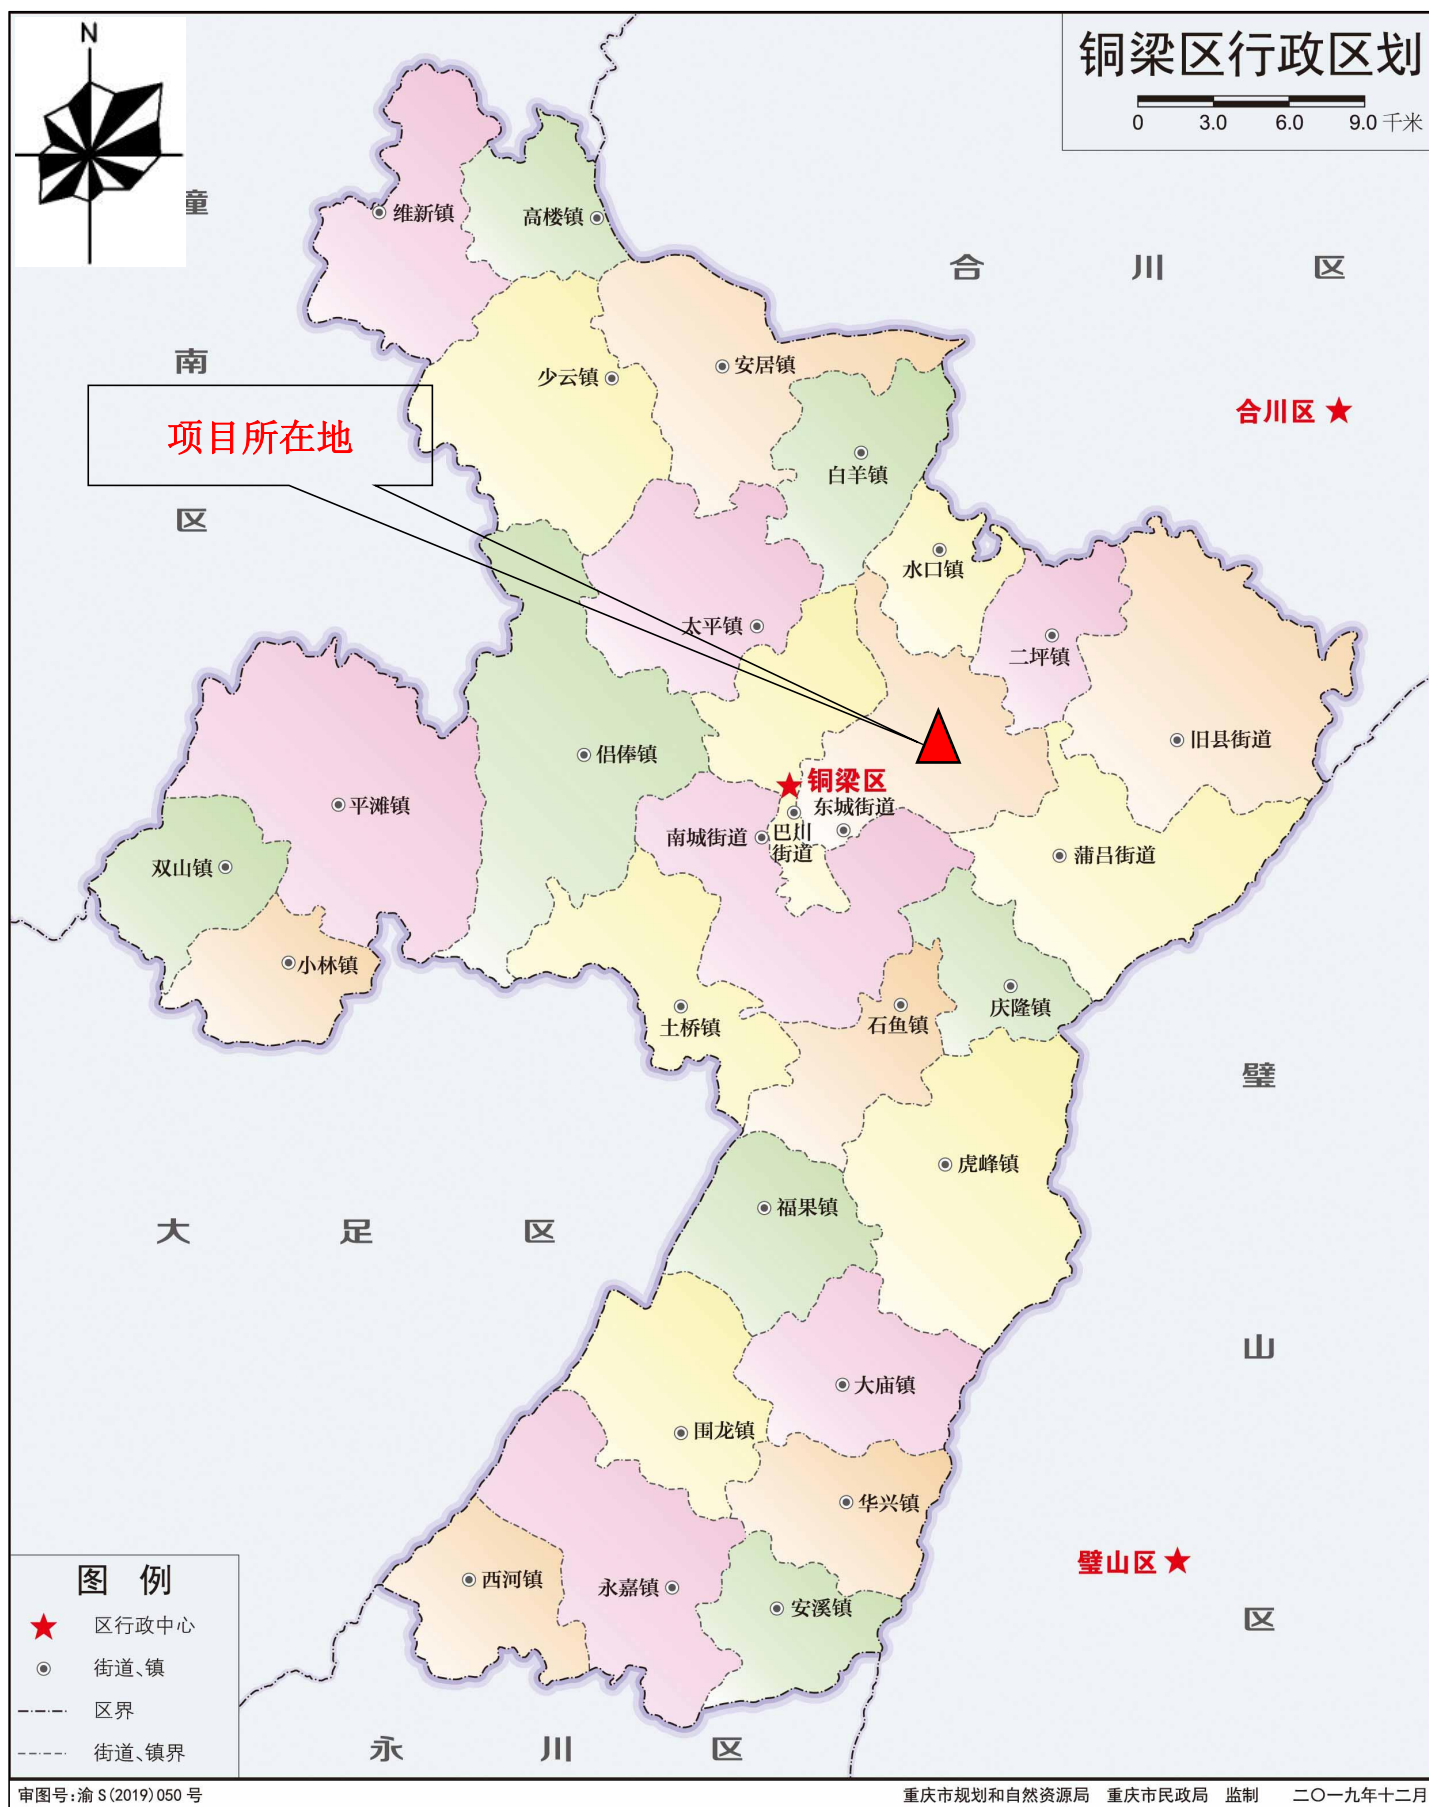 N
铜梁区行政区划
0 3.0 6.0 9.0 千米
潼
维新镇
高楼镇
合 川 区
南
少云镇
安居镇
项目所在地
合川区
白羊镇
区
水口镇
太平镇
二坪镇
旧县街道
侣俸镇
铜梁区
平滩镇
东城街道
南城街道
巴川
街道
蒲吕街道
双山镇
小林镇
庆隆镇
土桥镇
石鱼镇
璧
虎峰镇
福果镇
大 足 区
山
大庙镇
围龙镇
华兴镇
璧山区
西河镇
永嘉镇
安溪镇
区
图 例
区行政中心
街道、镇
区界
街道、镇界
永 川 区
审图号:渝S(2019)050号
重庆市规划和自然资源局 重庆市民政局 监制 二〇一九年十二月